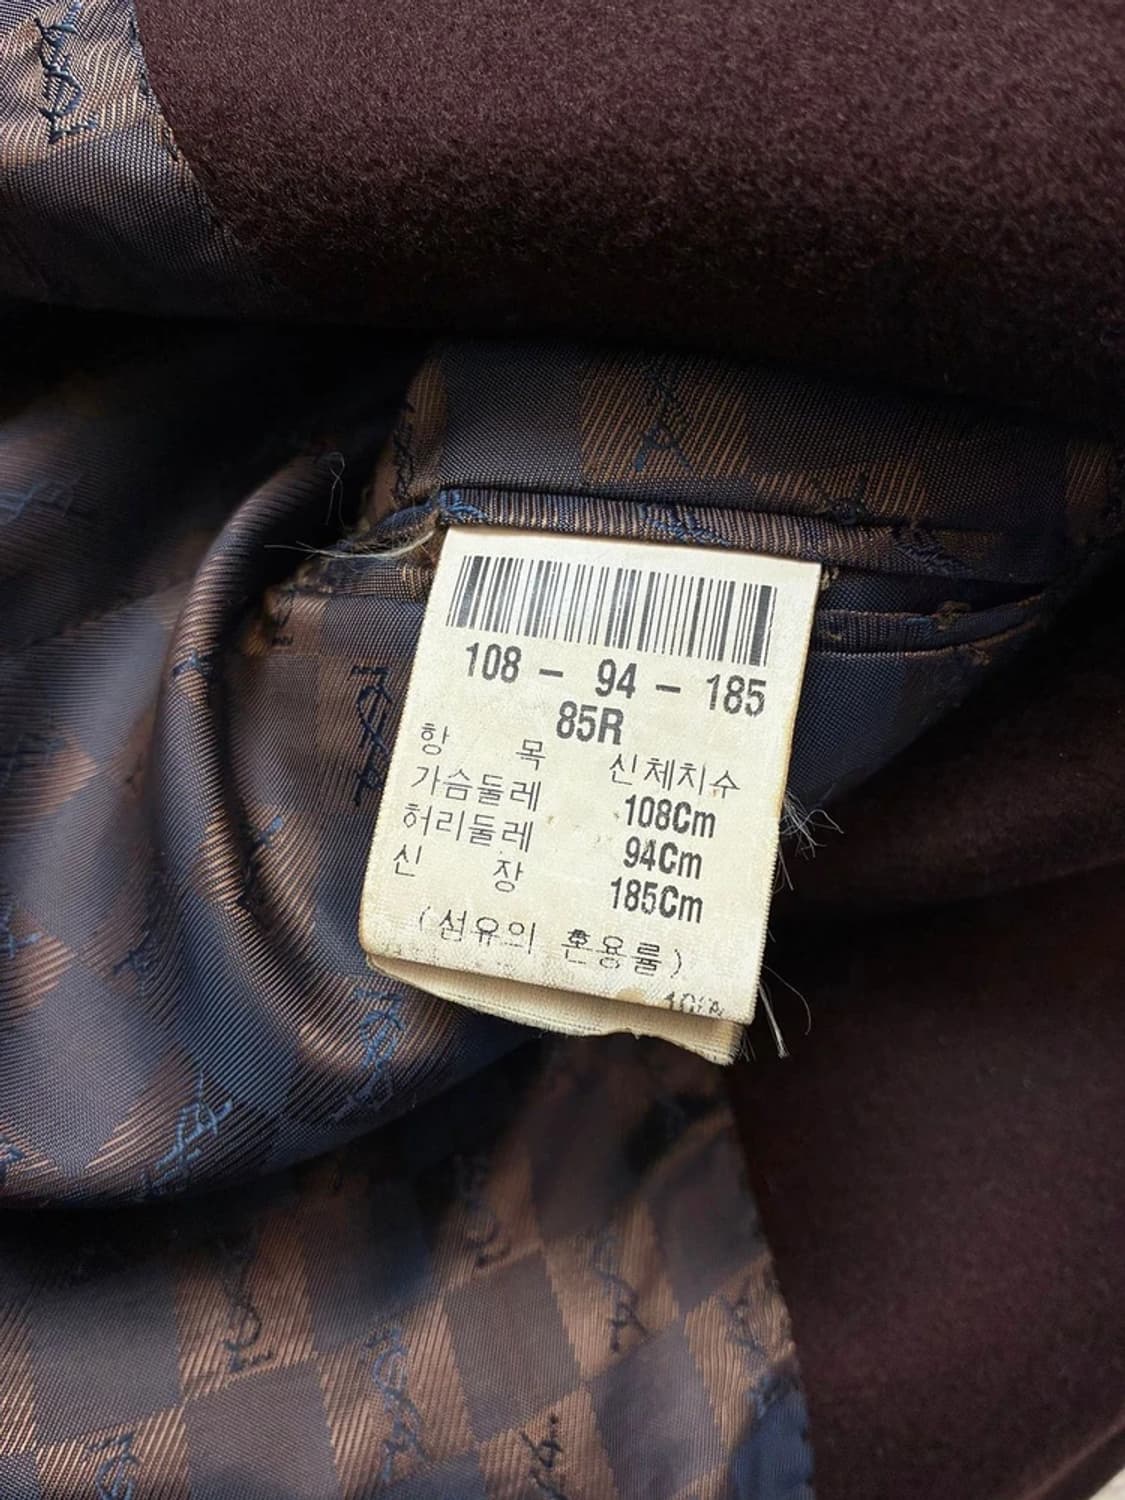 108 - 94 - 185
85R
항 목 신체치슈
가슴둘레 108Cm
허리둘레 94Cm
신 장 185Cm
(섬유의 혼용률)